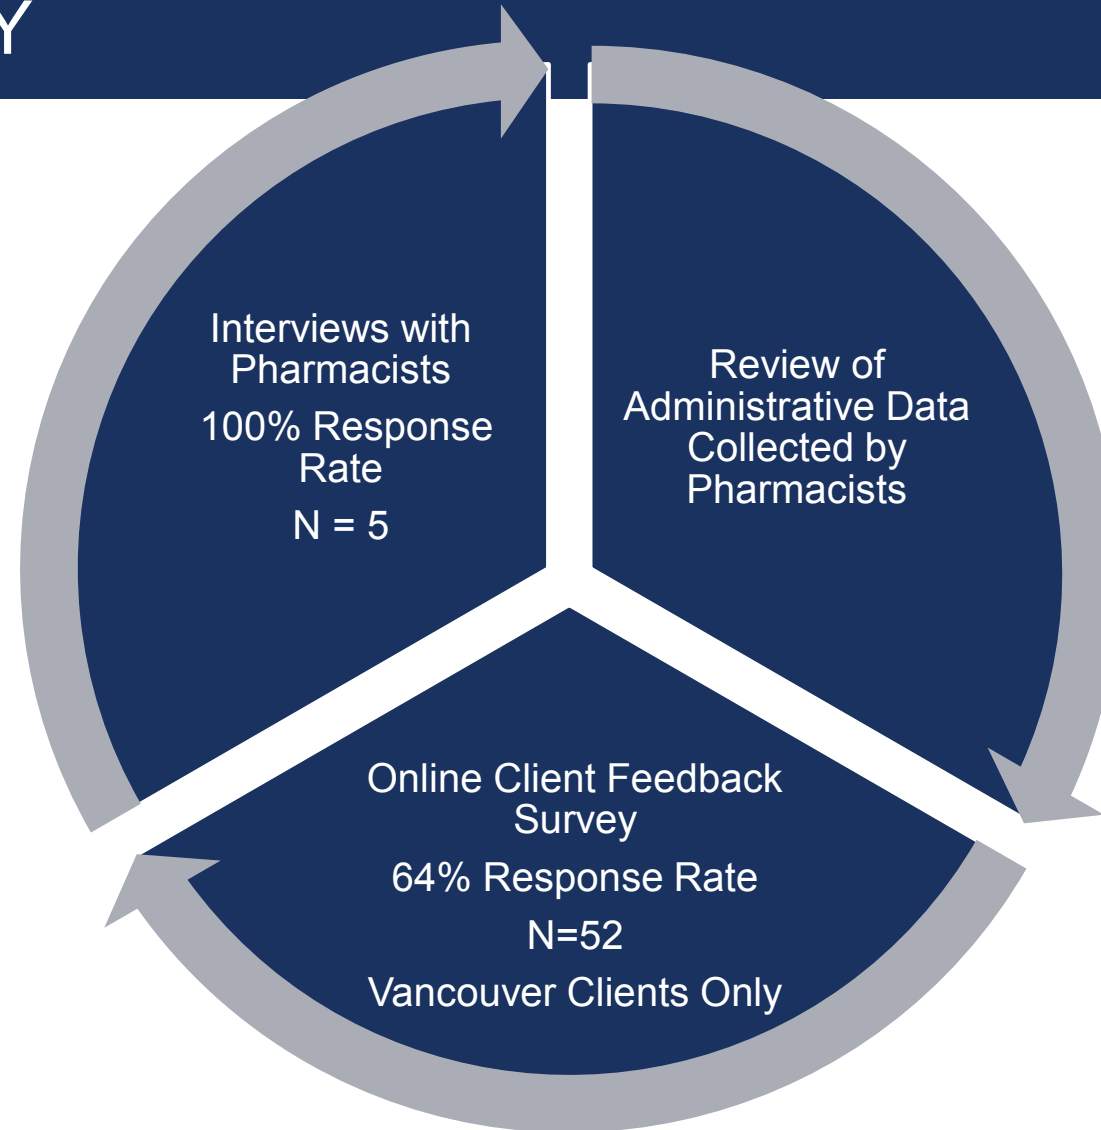 Y
Interviews with
Pharmacists
100% Response
Rate
N = 5
Review of
Administrative Data
Collected by
Pharmacists
Online Client Feedback
Survey
64% Response Rate
N=52
Vancouver Clients Only